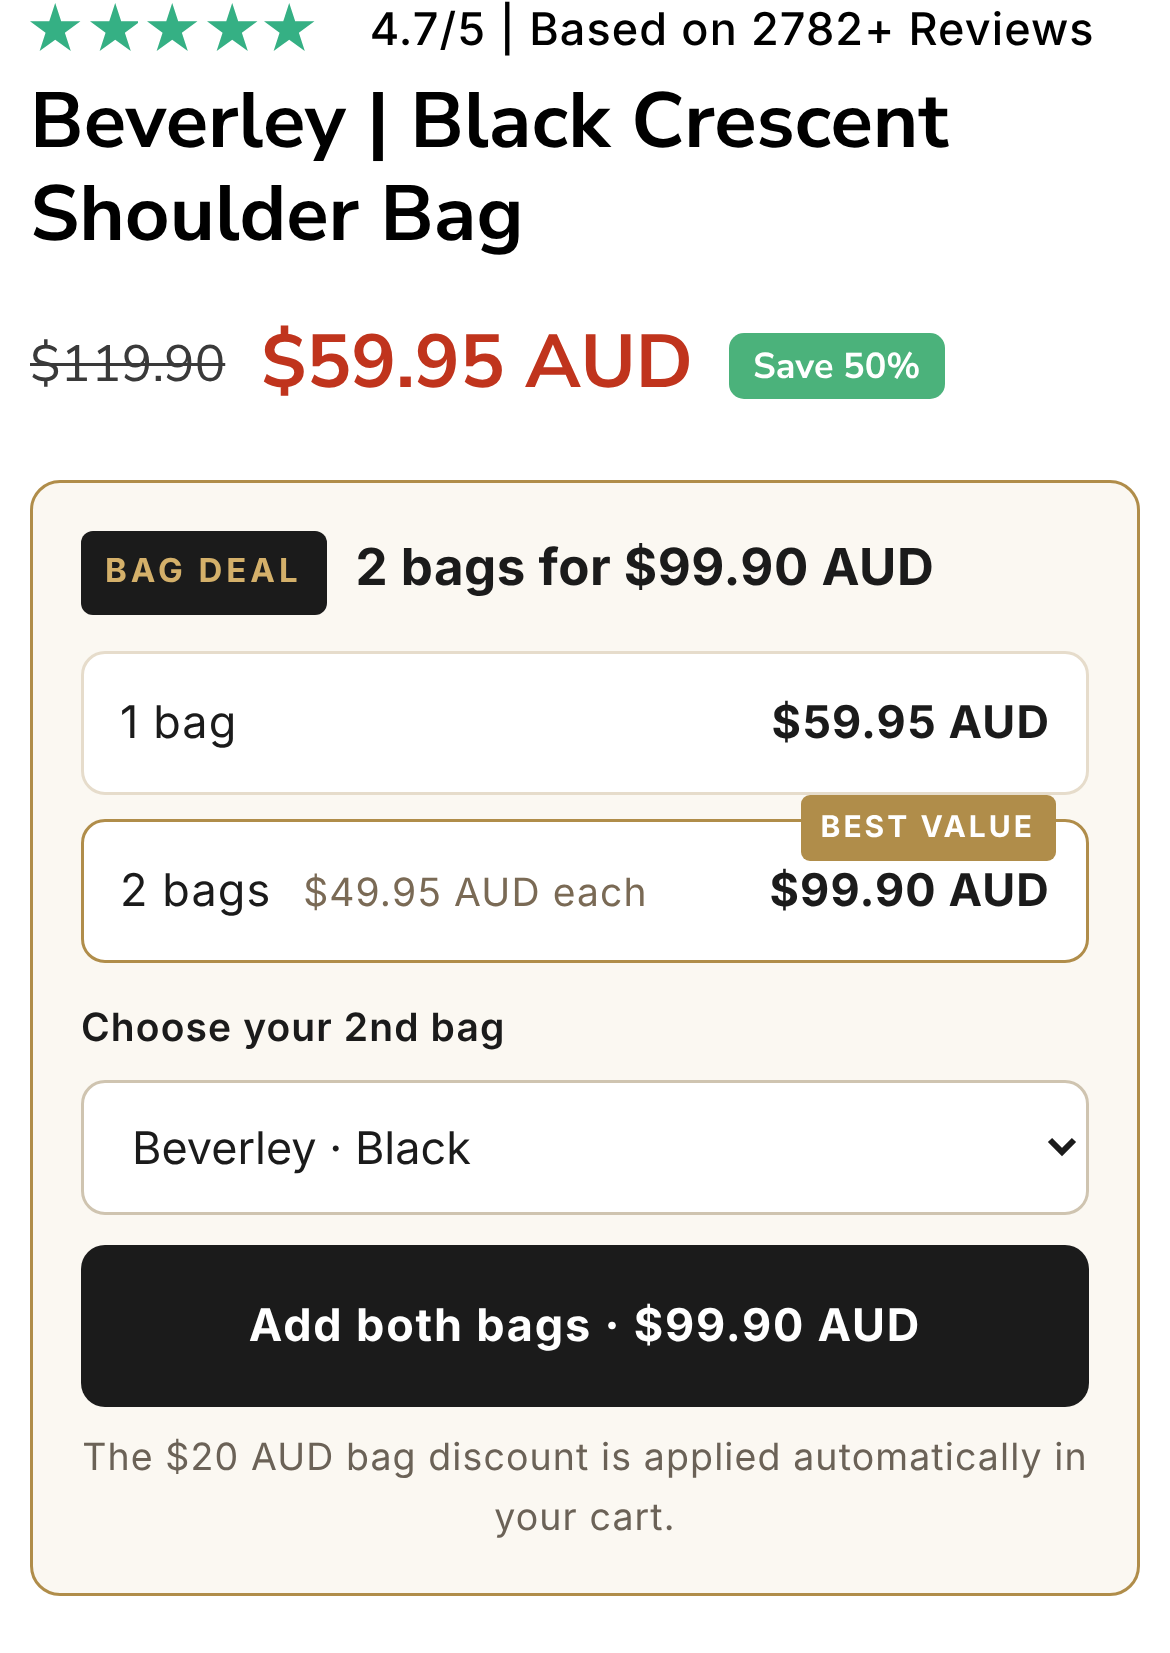 ★★★★★ 4.7/5 | Based on 2782+ Reviews
Beverley | Black Crescent
Shoulder Bag
$119.90 $59.95 AUD Save 50%
BAG DEAL 2 bags for $99.90 AUD
1 bag $59.95 AUD
BEST VALUE
2 bags $49.95 AUD each $99.90 AUD
Choose your 2nd bag
Beverley · Black
Add both bags · $99.90 AUD
The $20 AUD bag discount is applied automatically in
your cart.